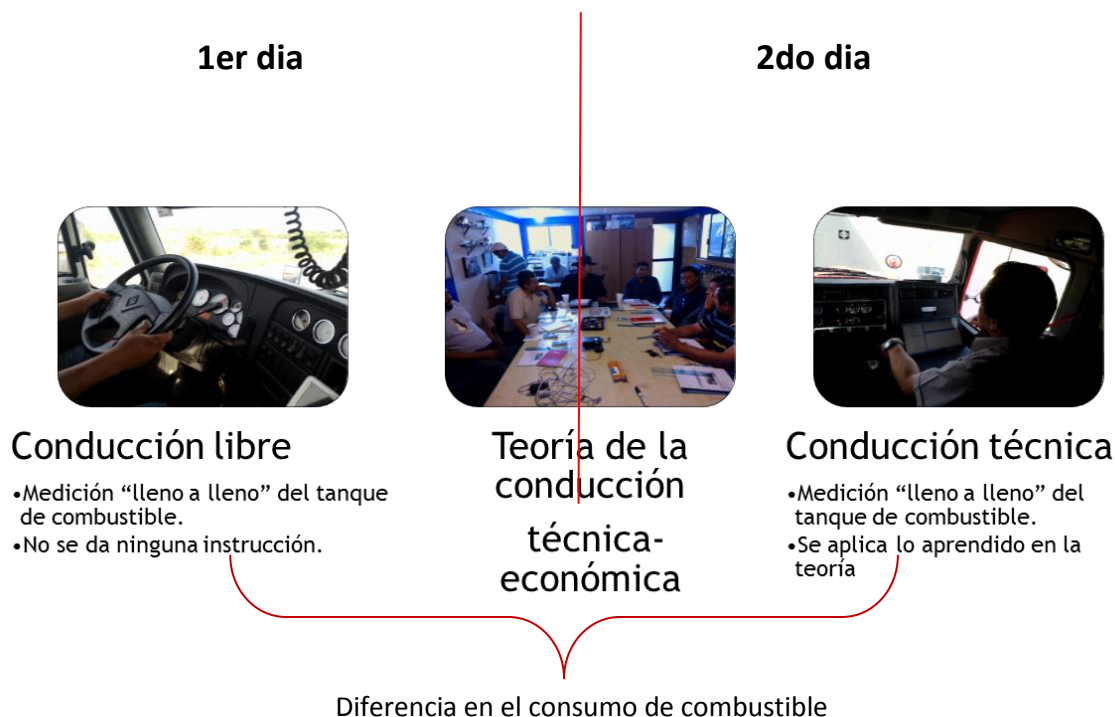 1er dia
2do dia
Conducción libre
•Medición “lleno a lleno” del tanque
de combustible.
•No se da ninguna instrucción.
Teoría de la
conducción
técnica-
económica
Conducción técnica
•Medición “lleno a lleno” del
tanque de combustible.
•Se aplica lo aprendido en la
teoría
Diferencia en el consumo de combustible